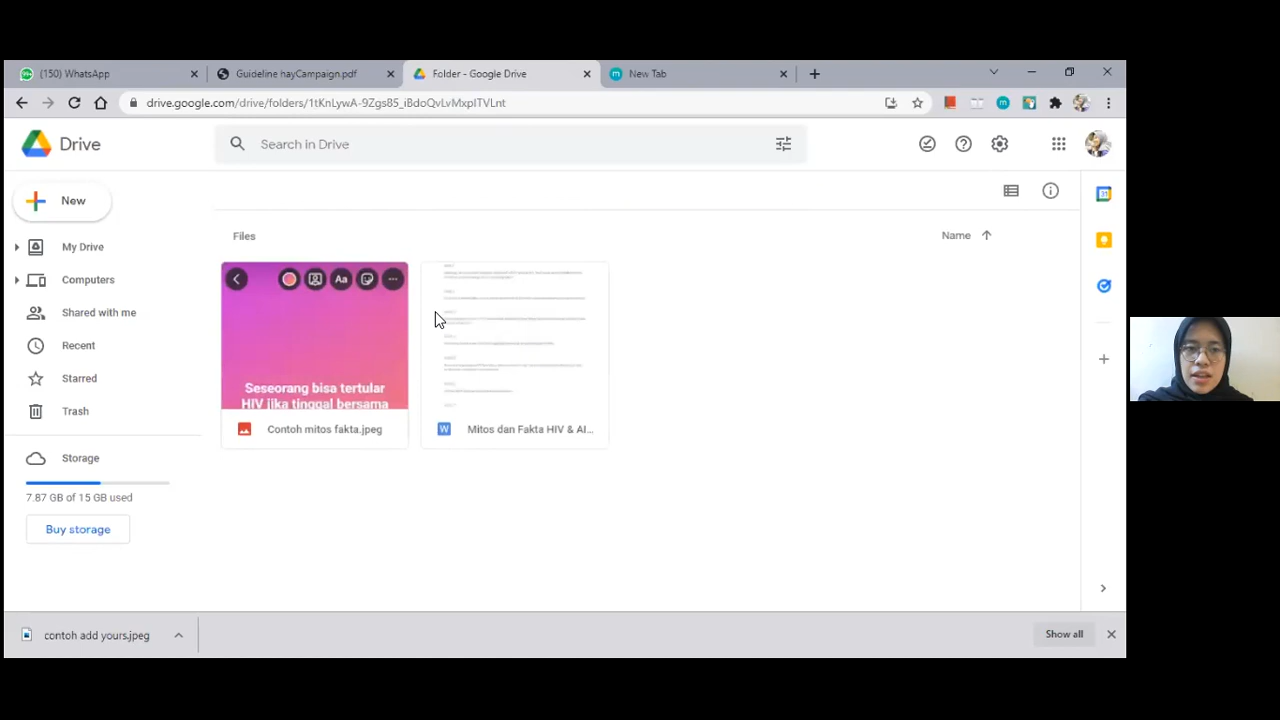 (150) WhatsApp
Guideline hayCampaign.pdf
Folder - Google Drive
New Tab
drive.google.com/drive/folders/1tKnLywA-9Zgs85_iBdoQvLvMxpITVLnt
Drive
Search in Drive
New
My Drive
Computers
Shared with me
Recent
Starred
Trash
Storage
7.87 GB of 15 GB used
Buy storage
Files
Name
Aa
Seseorang bisa tertular
HIV jika tinggal bersama
Contoh mitos fakta.jpeg
W
Mitos dan Fakta HIV & AI...
contoh add yours.jpeg
Show all